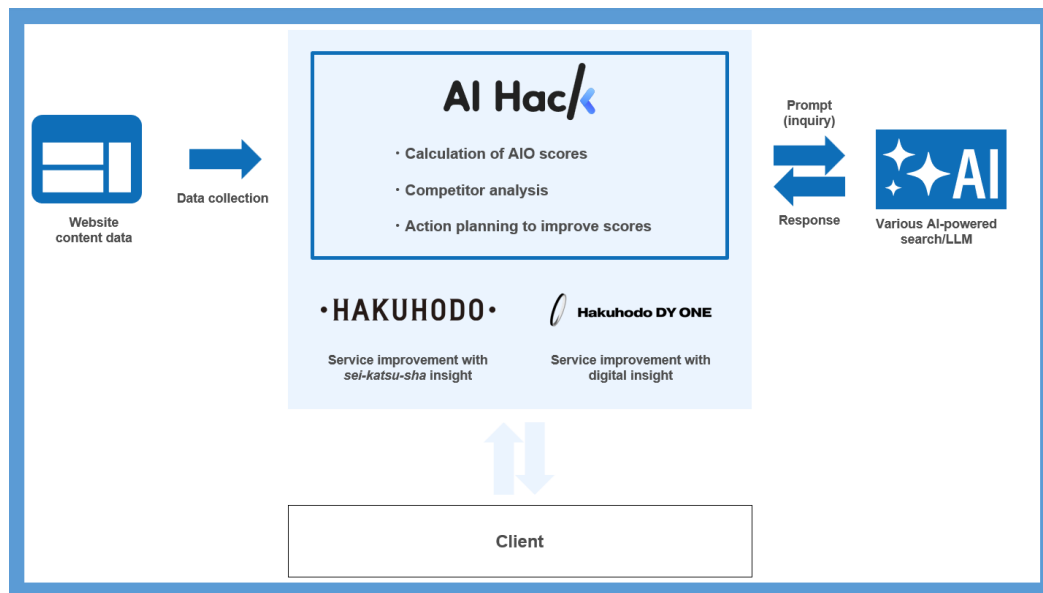 AI Hack
・Calculation of AIO scores
・Competitor analysis
・Action planning to improve scores
Website
content data
Data collection
Prompt
(inquiry)
Response
AI
Various AI-powered
search/LLM
・HAKUHODO・
Service improvement with
sei-katsu-sha insight
Hakuhodo DY ONE
Service improvement with
digital insight
Client